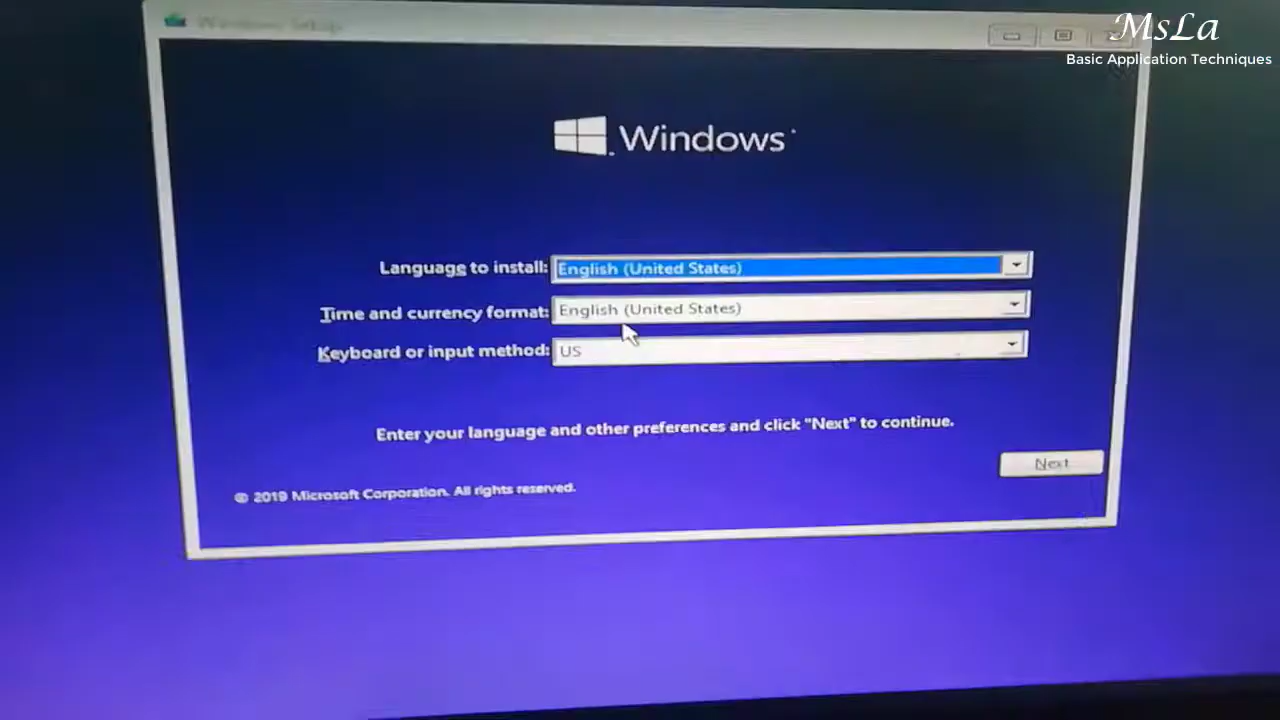 MsLa
Basic Application Techniques
Windows Setup
Windows
Language to install: English (United States)
Time and currency format: English (United States)
Keyboard or input method: US
Enter your language and other preferences and click "Next" to continue.
Next
© 2019 Microsoft Corporation. All rights reserved.